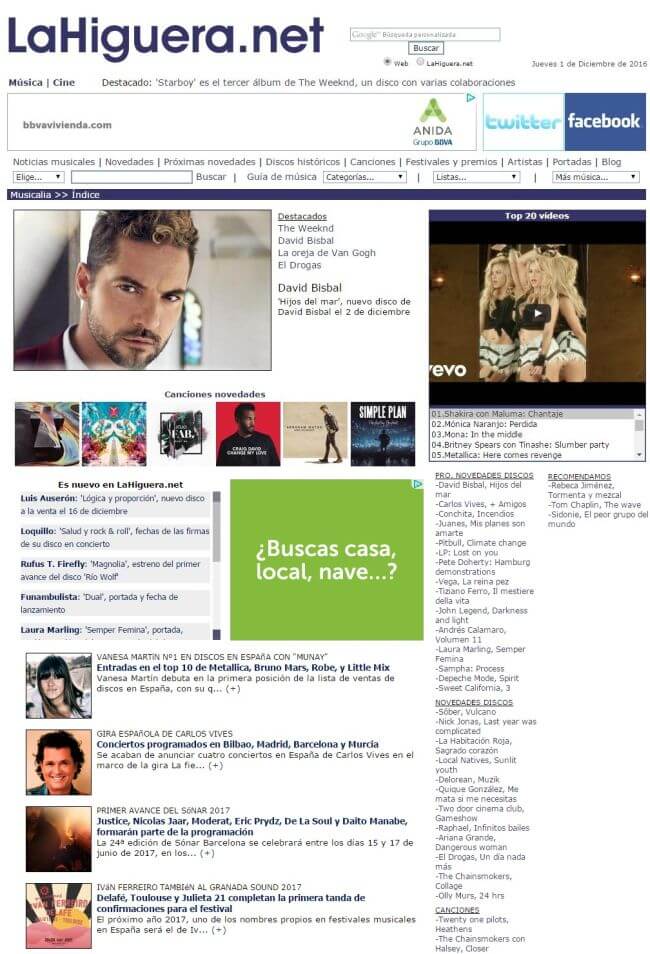 LaHiguera.net
Google™ Búsqueda personalizada
Buscar
Web LaHiguera.net
Jueves 1 de Diciembre de 2016
Música | Cine
Destacado: 'Starboy' es el tercer álbum de The Weeknd, un disco con varias colaboraciones
bbvavivienda.com
ANIDA
Grupo BBVA
twitter
facebook
Noticias musicales | Novedades | Próximas novedades | Discos históricos | Canciones | Festivales y premios | Artistas | Portadas | Blog
Elige... Buscar | Guía de música Categorías... | Listas... | Más música...
Musicalia >> Índice
Destacados
The Weeknd
David Bisbal
La oreja de Van Gogh
El Drogas
David Bisbal
'Hijos del mar', nuevo disco de
David Bisbal el 2 de diciembre
Top 20 vídeos
vevo
01.Shakira con Maluma: Chantaje
02.Mónica Naranjo: Perdida
03.Mona: In the middle
04.Britney Spears con Tinashe: Slumber party
05.Metallica: Here comes revenge
Canciones novedades
FAB.
CRAIG DAVID
CHANGE MY LOVE
ABRAHAM MATEO
SIMPLE PLAN
Es nuevo en LaHiguera.net
Luis Auserón: 'Lógica y proporción', nuevo disco
a la venta el 16 de diciembre
Loquillo: 'Salud y rock & roll', fechas de las firmas
de su disco en concierto
Rufus T. Firefly: 'Magnolia', estreno del primer
avance del disco 'Río Wolf'
Funambulista: 'Dual', portada y fecha de
lanzamiento
Laura Marling: 'Semper Femina', portada,
¿Buscas casa,
local, nave...?
VANESA MARTÍN Nº1 EN DISCOS EN ESPAñA CON "MUNAY"
Entradas en el top 10 de Metallica, Bruno Mars, Robe, y Little Mix
Vanesa Martín debuta en la primera posición de la lista de ventas de
discos en España, con su q... (+)
GIRA ESPAñOLA DE CARLOS VIVES
Conciertos programados en Bilbao, Madrid, Barcelona y Murcia
Se acaban de anunciar cuatro conciertos en España de Carlos Vives en el
marco de la gira La fie... (+)
PRIMER AVANCE DEL SóNAR 2017
Justice, Nicolas Jaar, Moderat, Eric Prydz, De La Soul y Daito Manabe,
formarán parte de la programación
La 24ª edición de Sónar Barcelona se celebrará entre los días 15 y 17
de junio de 2017, en los... (+)
IVáN FERREIRO TAMBIéN AL GRANADA SOUND 2017
Delafé, Toulouse y Julieta 21 completan la primera tanda de
confirmaciones para el festival
El próximo año 2017, uno de los nombres propios en festivales musicales
en España será el de Iv... (+)
PRO. NOVEDADES DISCOS
-David Bisbal, Hijos del
mar
-Carlos Vives, + Amigos
-Conchita, Incendios
-Juanes, Mis planes son
amarte
-Pitbull, Climate change
-LP: Lost on you
-Pete Doherty: Hamburg
demonstrations
-Vega, La reina pez
-Tiziano Ferro, Il mestiere
della vita
-John Legend, Darkness
and light
-Andrés Calamaro,
Volumen 11
-Laura Marling, Semper
Femina
-Sampha: Process
-Depeche Mode, Spirit
-Sweet California, 3
NOVEDADES DISCOS
-Sôber, Vulcano
-Nick Jonas, Last year was
complicated
-La Habitación Roja,
Sagrado corazón
-Local Natives, Sunlit
youth
-Delorean, Muzik
-Quique González, Me
mata si me necesitas
-Two door cinema club,
Gameshow
-Raphael, Infinitos bailes
-Ariana Grande,
Dangerous woman
-El Drogas, Un día nada
más
-The Chainsmokers,
Collage
-Olly Murs, 24 hrs
CANCIONES
-Twenty one pilots,
Heathens
-The Chainsmokers con
Halsey, Closer
RECOMENDAMOS
-Rebeca Jiménez,
Tormenta y mezcal
-Tom Chaplin, The wave
-Sidonie, El peor grupo del
mundo